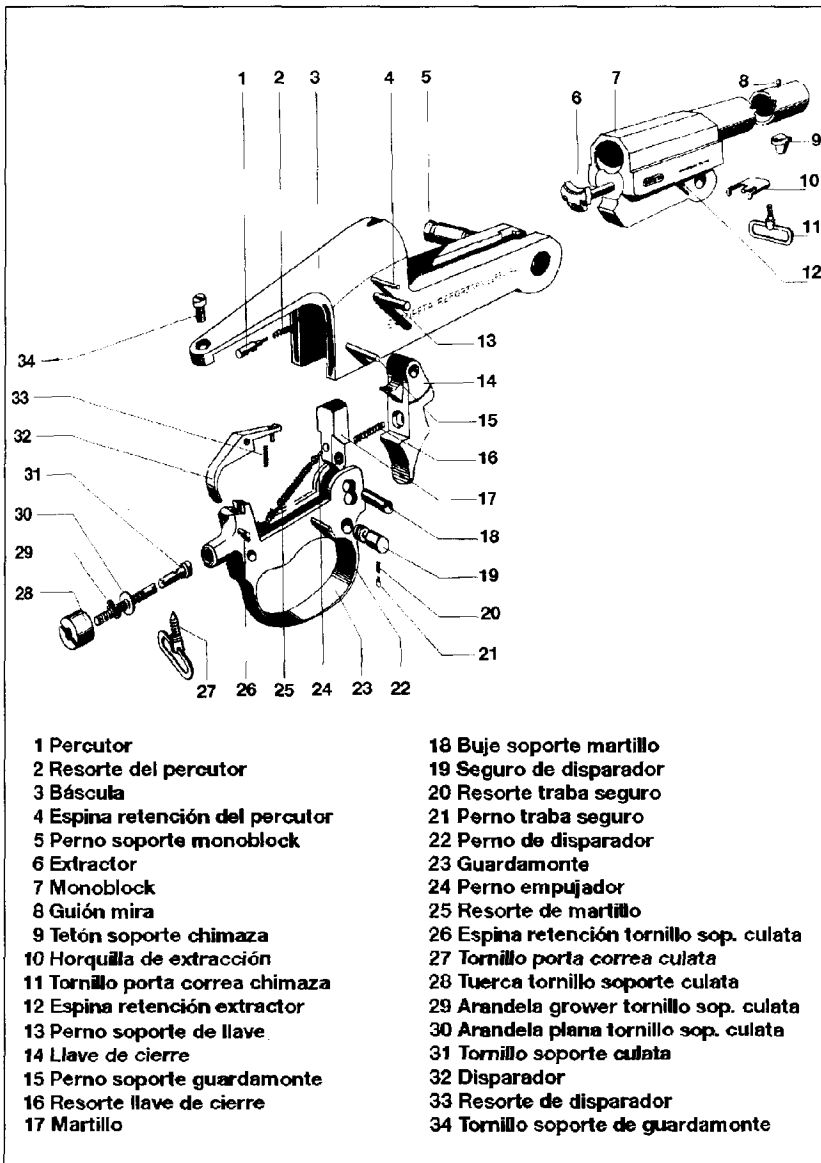 1 2 3 4 5 6 7 8
9
10
11
12
13
14
15
16
17
18
19
20
21
34
33
32
31
30
29
28
27 26 25 24 23 22
1 Percutor
2 Resorte del percutor
3 Báscula
4 Espina retención del percutor
5 Perno soporte monoblock
6 Extractor
7 Monoblock
8 Guión mira
9 Tetón soporte chimaza
10 Horquilla de extracción
11 Tornillo porta correa chimaza
12 Espina retención extractor
13 Perno soporte de llave
14 Llave de cierre
15 Perno soporte guardamonte
16 Resorte llave de cierre
17 Martillo
18 Buje soporte martillo
19 Seguro de disparador
20 Resorte traba seguro
21 Perno traba seguro
22 Perno de disparador
23 Guardamonte
24 Perno empujador
25 Resorte de martillo
26 Espina retención tornillo sop. culata
27 Tornillo porta correa culata
28 Tuerca tornillo soporte culata
29 Arandela grower tornillo sop. culata
30 Arandela plana tornillo sop. culata
31 Tornillo soporte culata
32 Disparador
33 Resorte de disparador
34 Tornillo soporte de guardamonte